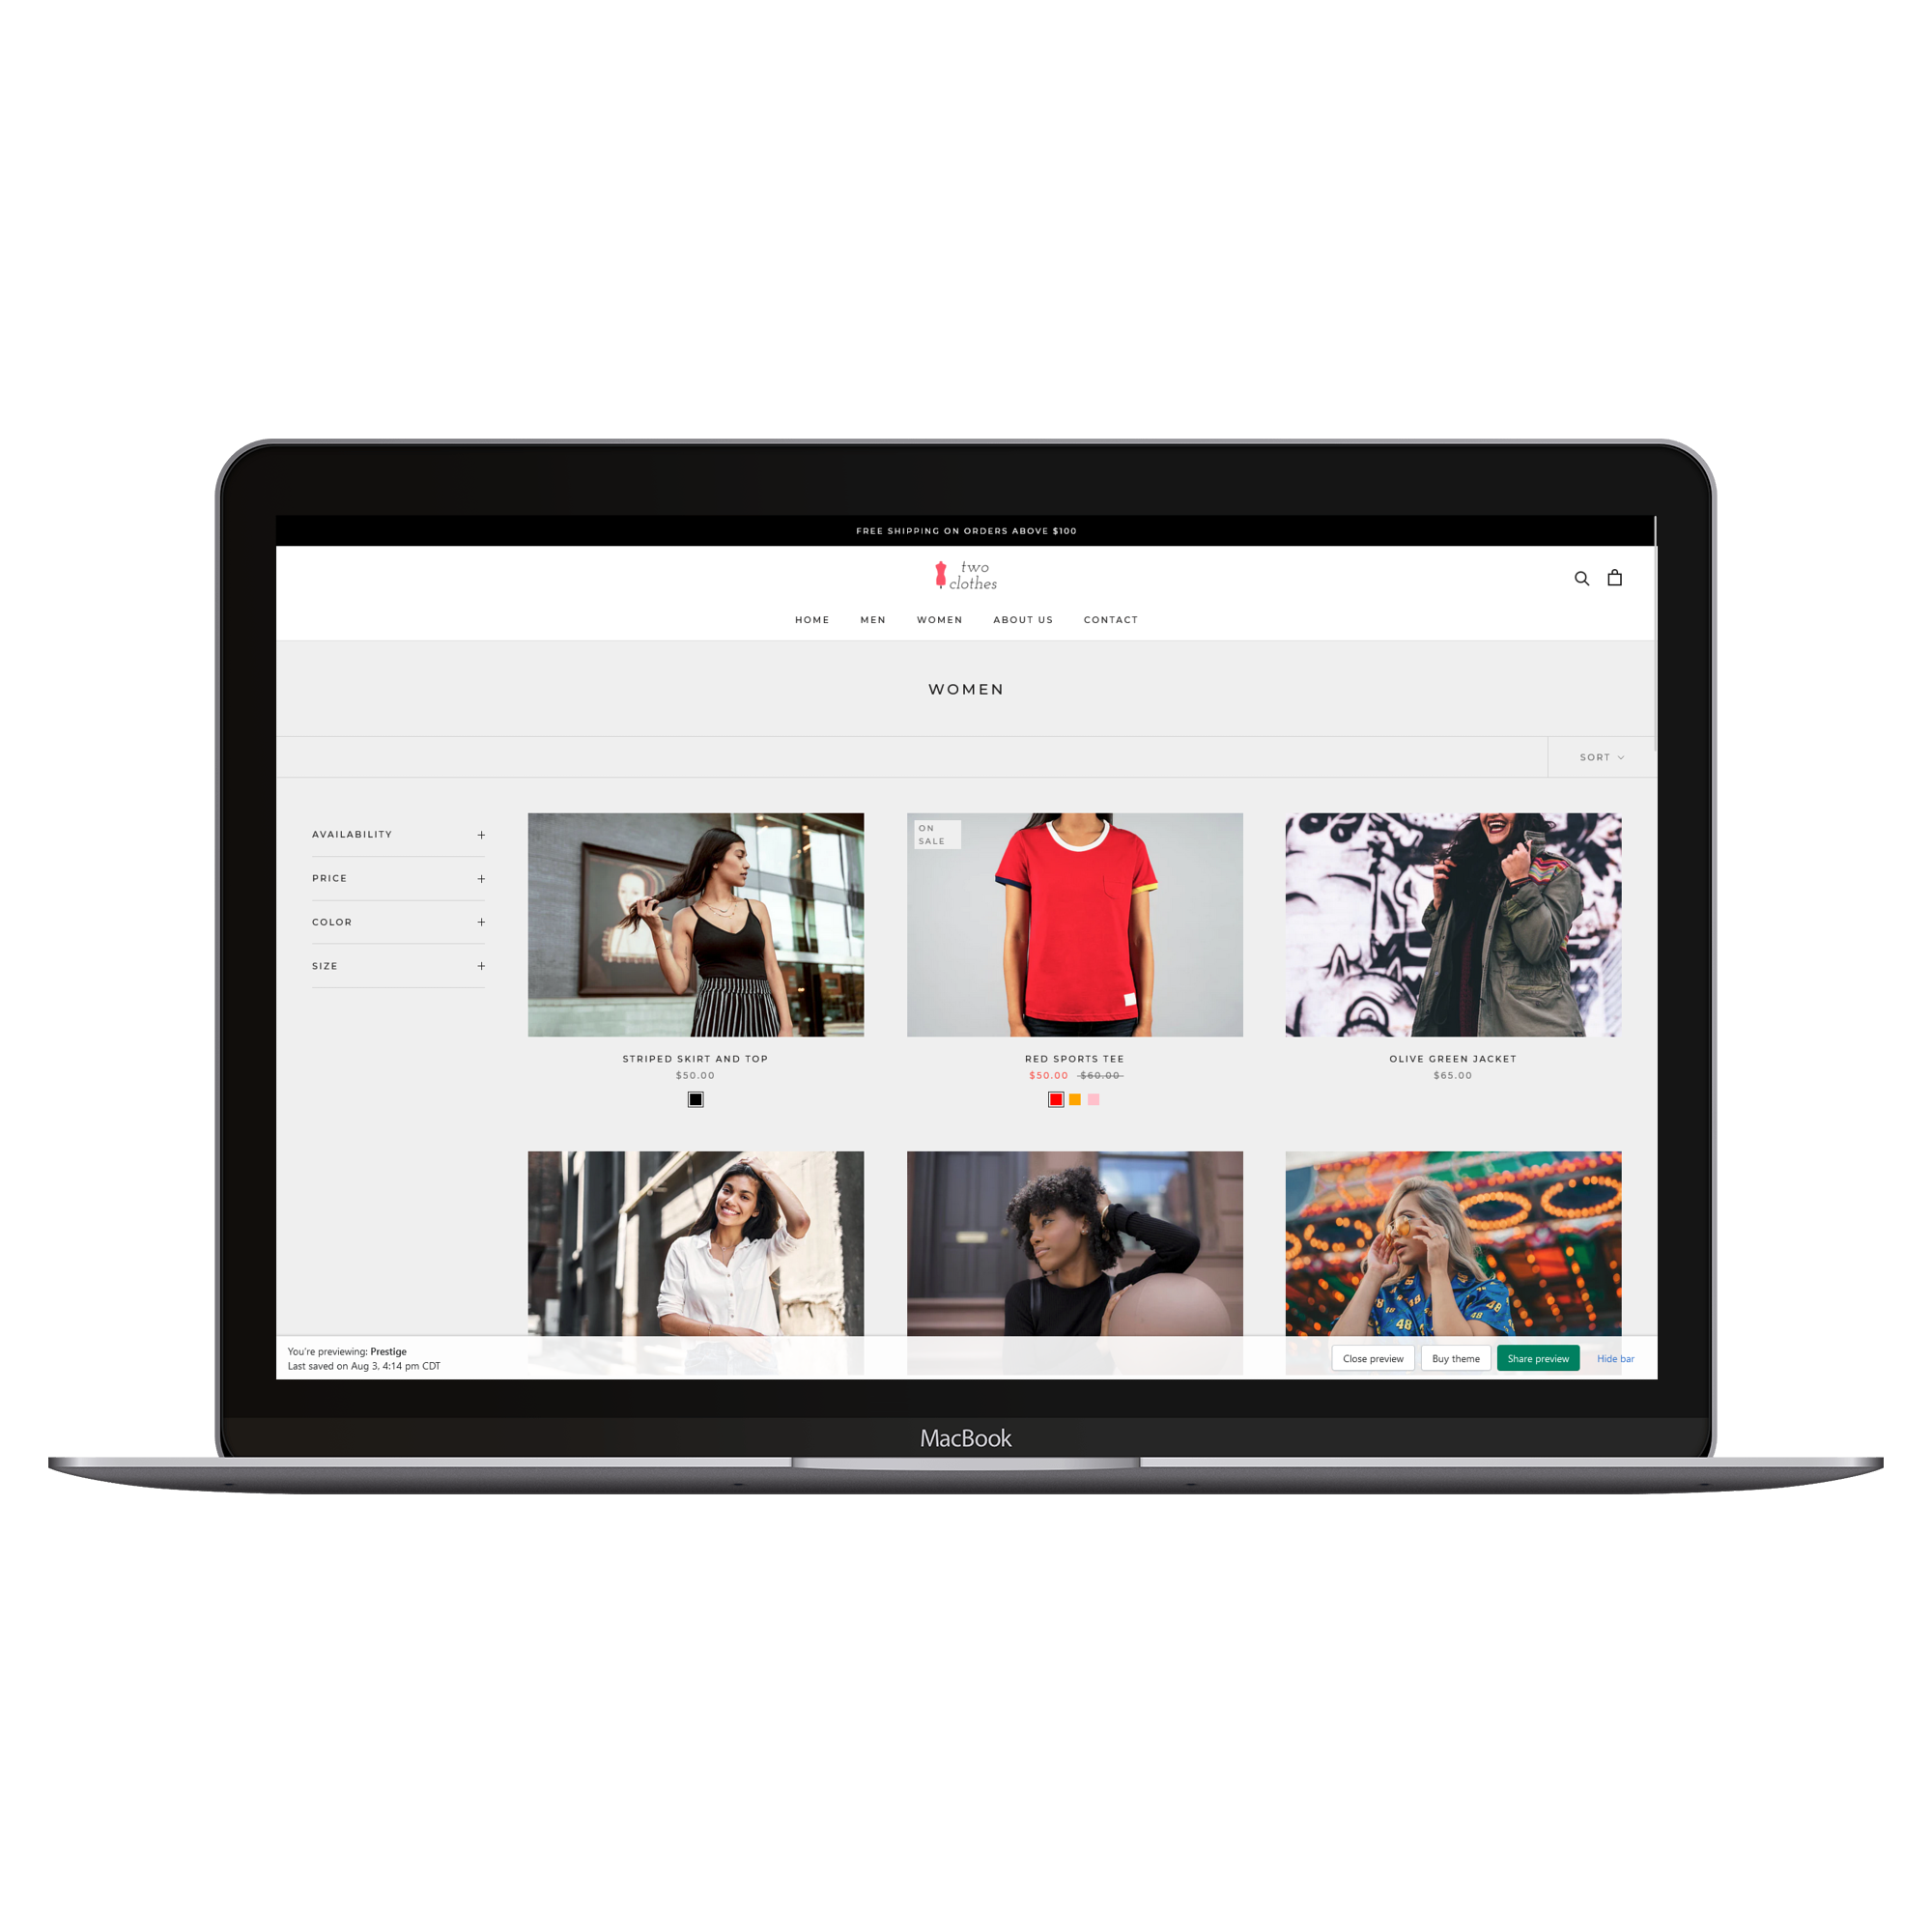 FREE SHIPPING ON ORDERS ABOVE $100
two
clothes
HOME MEN WOMEN ABOUT US CONTACT
WOMEN
SORT
AVAILABILITY
PRICE
COLOR
SIZE
ON
SALE
STRIPED SKIRT AND TOP
$50.00
RED SPORTS TEE
$50.00 $60.00
OLIVE GREEN JACKET
$65.00
48
48
48
You're previewing: Prestige
Last saved on Aug 3, 4:14 pm CDT
Close preview Buy theme Share preview Hide bar
MacBook